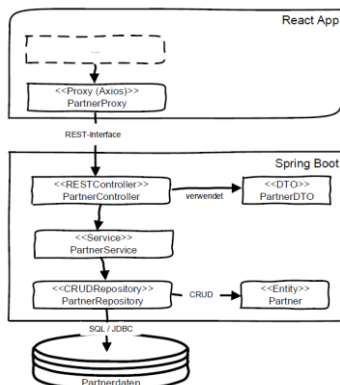 React App
...
<<Proxy (Axios)>>
PartnerProxy
REST-Interface
Spring Boot
<<RESTController>>
PartnerController
verwendet
<<DTO>>
PartnerDTO
<<Service>>
PartnerService
<<CRUDRepository>>
PartnerRepository
CRUD
<<Entity>>
Partner
SQL / JDBC
Partnerdaten